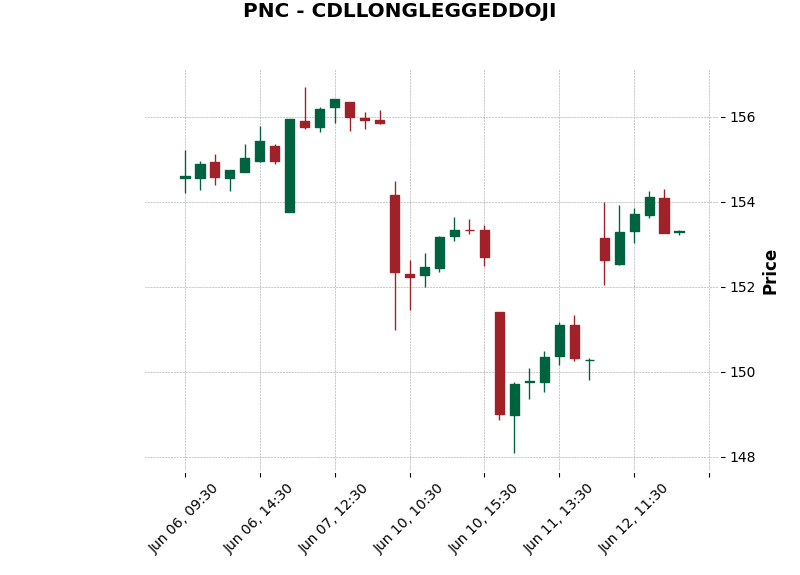 PNC - CDLLONGLEGGEDDOJI
156
154
152
150
148
Price
Jun 06, 09:30
Jun 06, 14:30
Jun 07, 12:30
Jun 10, 10:30
Jun 10, 15:30
Jun 11, 13:30
Jun 12, 11:30